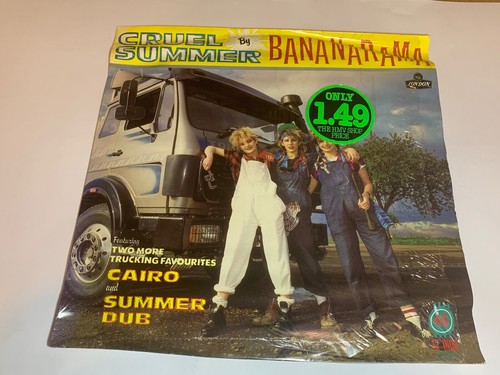 CRUEL SUMMER By BANANARAMA
LONDON
ONLY
1.49
THE HMV SHOP
PRICE
Featuring
TWO MORE
TRUCKING FAVOURITES
CAIRO
and
SUMMER
DUB